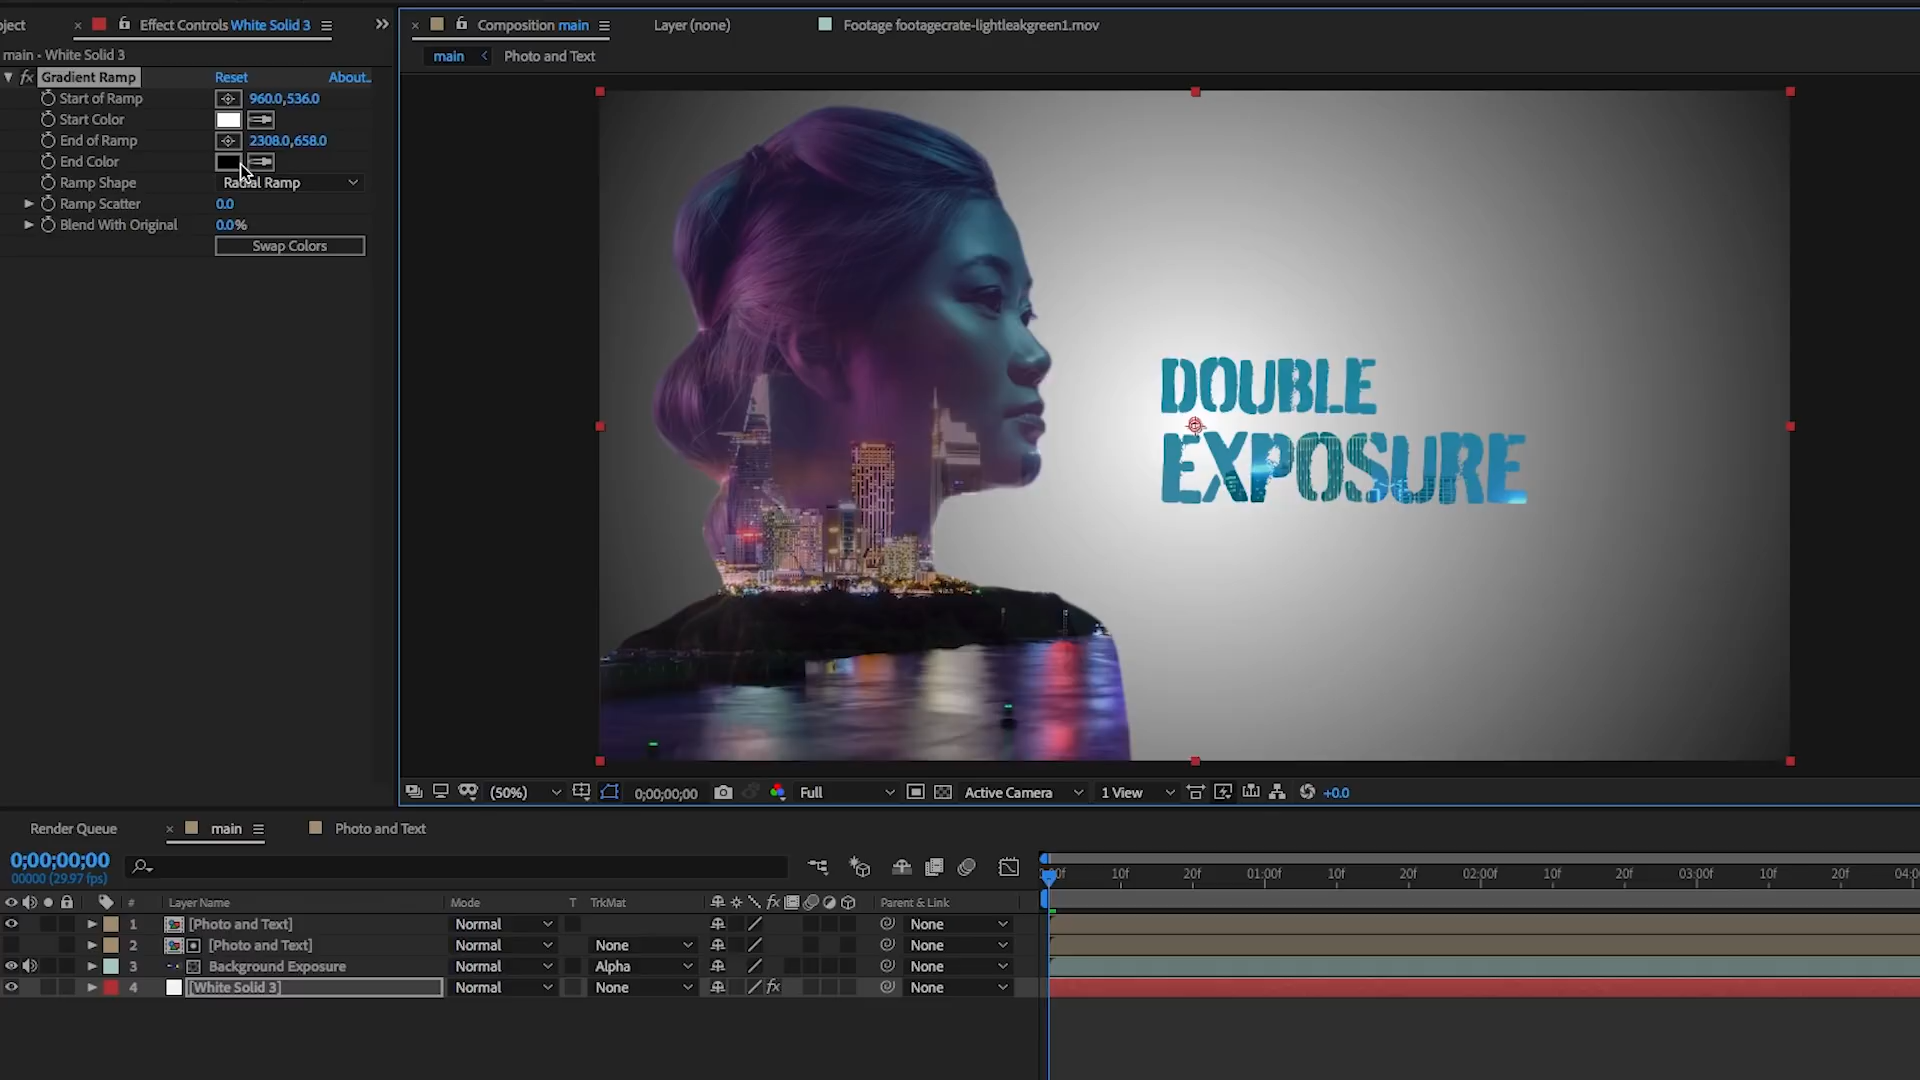 ject
Effect Controls White Solid 3
Composition main
Layer (none)
Footage footagecrate-lightleakgreen1.mov
main • White Solid 3
main
Photo and Text
fx Gradient Ramp Reset About..
Start of Ramp 960.0,536.0
Start Color
End of Ramp 2308.0,658.0
End Color
Ramp Shape Radial Ramp
Ramp Scatter 0.0
Blend With Original 0.0%
Swap Colors
DOUBLE
EXPOSURE
(50%) 0;00;00;00 Full Active Camera 1 View +0.0
Render Queue main Photo and Text
0;00;00;00
00000 (29.97 fps)
10f 20f 01:00f 10f 20f 02:00f 10f 20f 03:00f 10f 20f 04:0
# Layer Name Mode T TrkMat fx Parent & Link
1 [Photo and Text] Normal None
2 [Photo and Text] Normal None None
3 Background Exposure Normal Alpha None
4 [White Solid 3] Normal None fx None